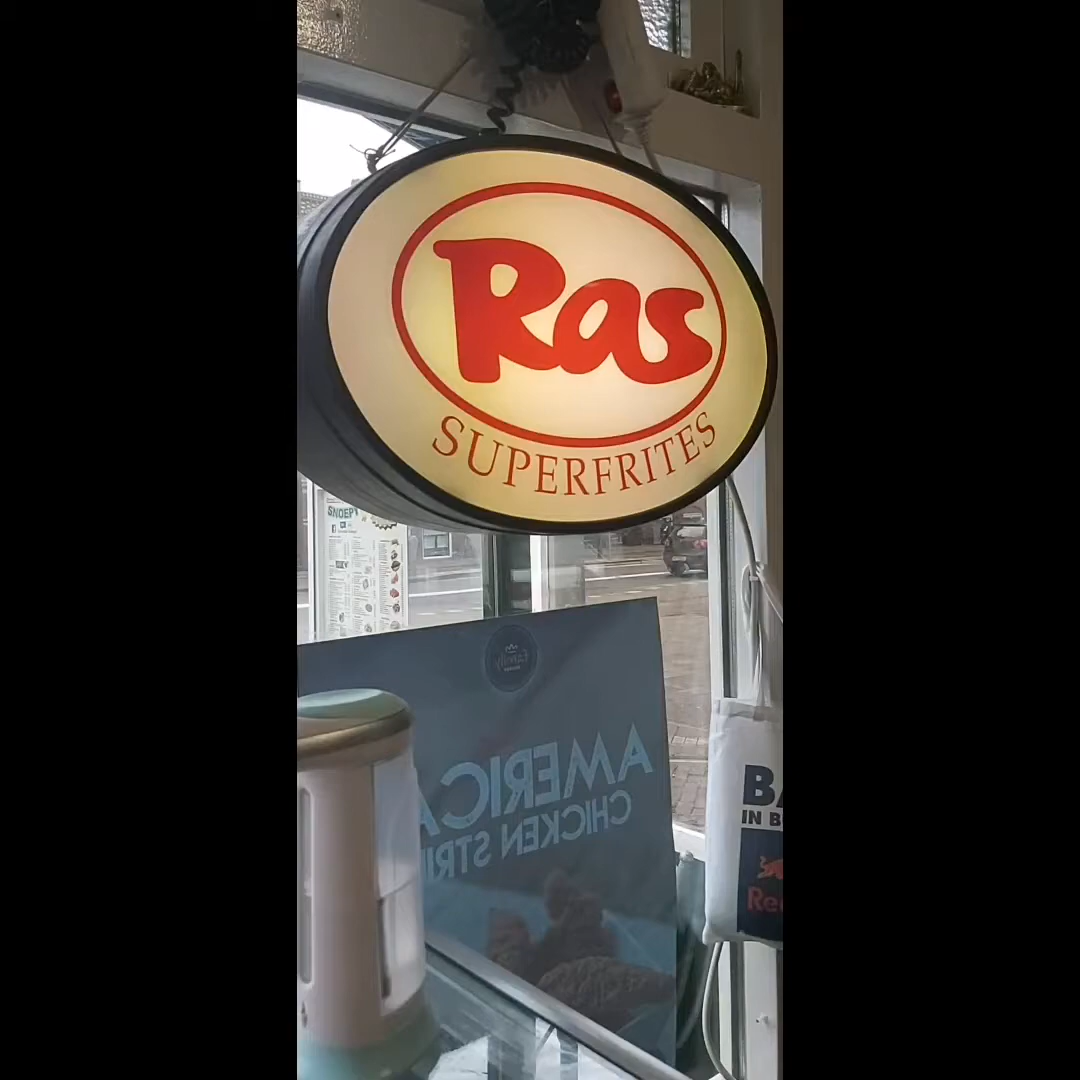 Ras
SUPERFRITES
SNOEP
AMERICA
CHICKEN STRI
BA
IN B
Re